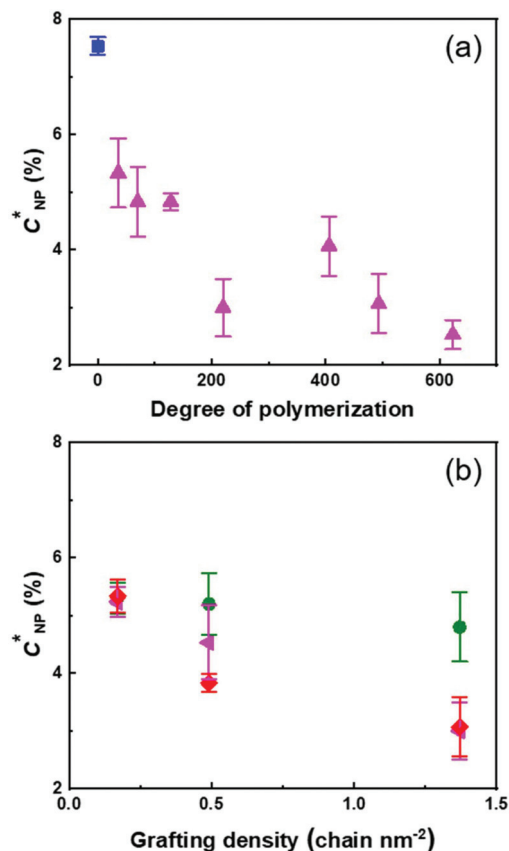 (a)
8
6
4
2
C*NP (%)
0 200 400 600
Degree of polymerization
(b)
8
6
4
2
C*NP (%)
0.0 0.5 1.0 1.5
Grafting density (chain nm-2)